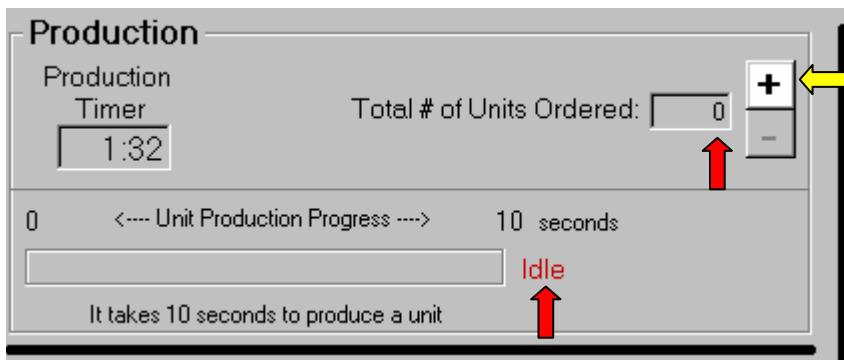 Production
Production
Timer
1:32
Total # of Units Ordered: 0
+
-
0 <---- Unit Production Progress ----> 10 seconds
Idle
It takes 10 seconds to produce a unit